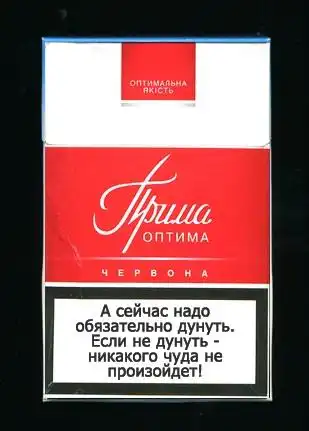 ОПТИМАЛЬНА
ЯКІСТЬ
Прима
ОПТИМА
ЧЕРВОНА
А сейчас надо
обязательно дунуть.
Если не дунуть -
никакого чуда не
произойдет!